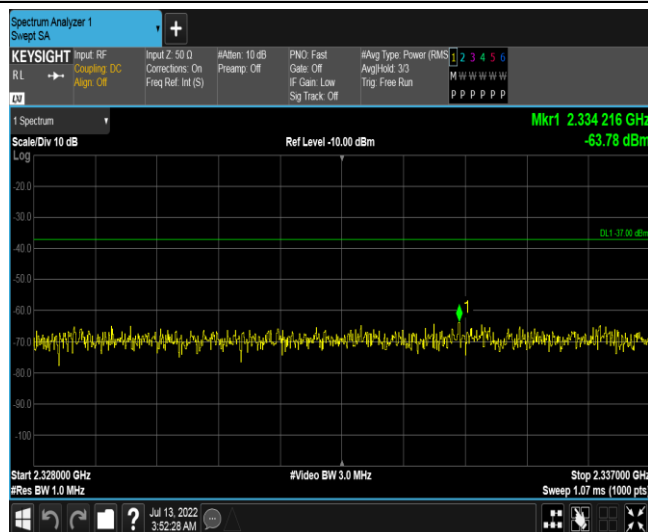 Spectrum Analyzer 1
Swept SA
+
KEYSIGHT Input: RF Input Z: 50 Ω #Atten: 10 dB PNO: Fast #Avg Type: Power (RMS 1 2 3 4 5 6
RL Coupling: DC Corrections: On Preamp: Off Gate: Off Avg|Hold: 3/3 M W W W W W
Align: Off Freq Ref: Int (S) IF Gain: Low Trig: Free Run
Sig Track: Off P P P P P P
LXI
1 Spectrum Mkr1 2.334 216 GHz
Scale/Div 10 dB Ref Level -10.00 dBm -63.78 dBm
Log
-20.0
-30.0
DL1 -37.00 dBm
-40.0
-50.0
-60.0
1
-70.0
-80.0
-90.0
-100
Start 2.328000 GHz #Video BW 3.0 MHz Stop 2.337000 GHz
#Res BW 1.0 MHz Sweep 1.07 ms (1000 pts)
? Jul 13, 2022
3:52:28 AM